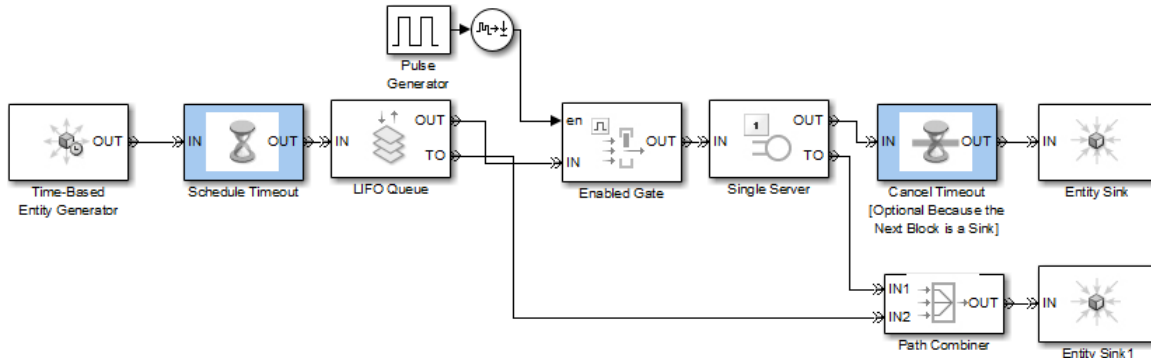 Pulse
Generator
OUT
Time-Based
Entity Generator
IN
OUT
Schedule Timeout
IN
OUT
TO
LIFO Queue
en
IN
OUT
Enabled Gate
1
IN
OUT
TO
Single Server
IN
OUT
Cancel Timeout
[Optional Because the
Next Block is a Sink]
IN
Entity Sink
IN1
IN2
OUT
Path Combiner
IN
Entity Sink1